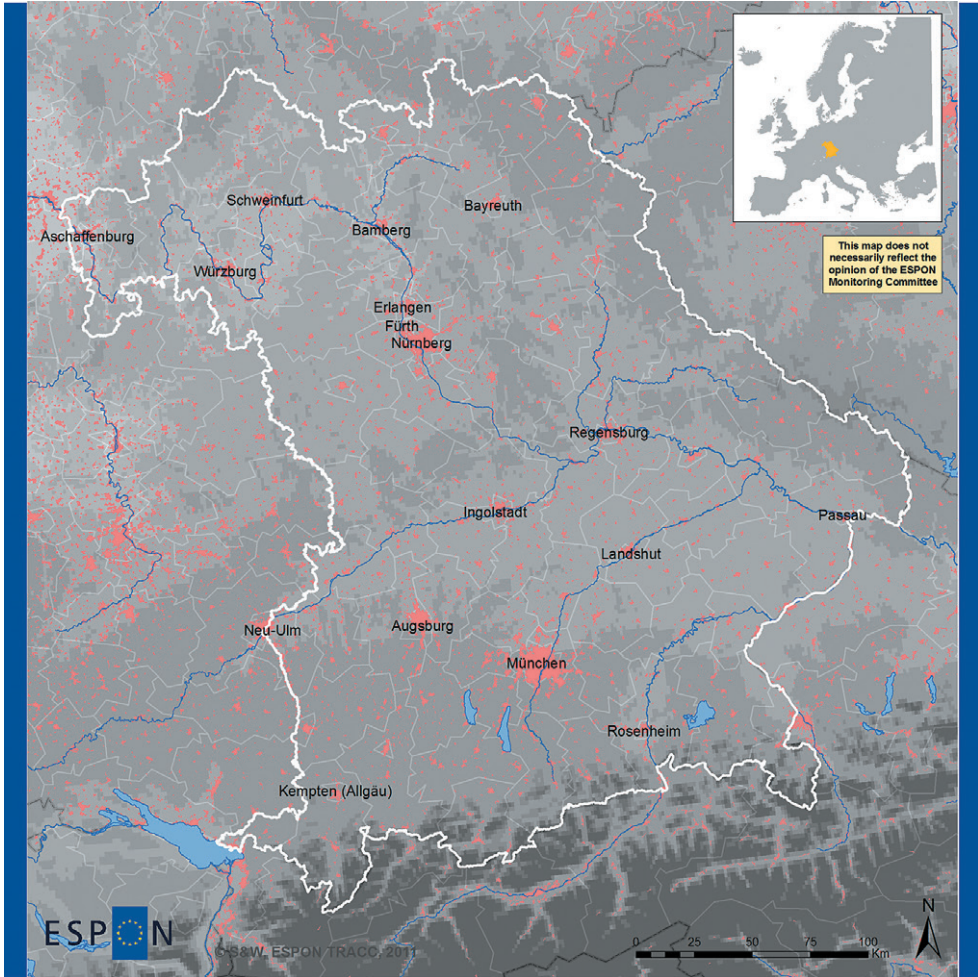 This map does not
necessarily reflect the
opinion of the ESPON
Monitoring Committee
Schweinfurt
Bayreuth
Aschaffenburg
Bamberg
Würzburg
Erlangen
Fürth
Nürnberg
Regensburg
Ingolstadt
Passau
Landshut
Neu-Ulm
Augsburg
München
Rosenheim
Kempten (Allgäu)
ESPON
© S&W, ESPON TRACC, 2011
N
0 25 50 75 100
Km